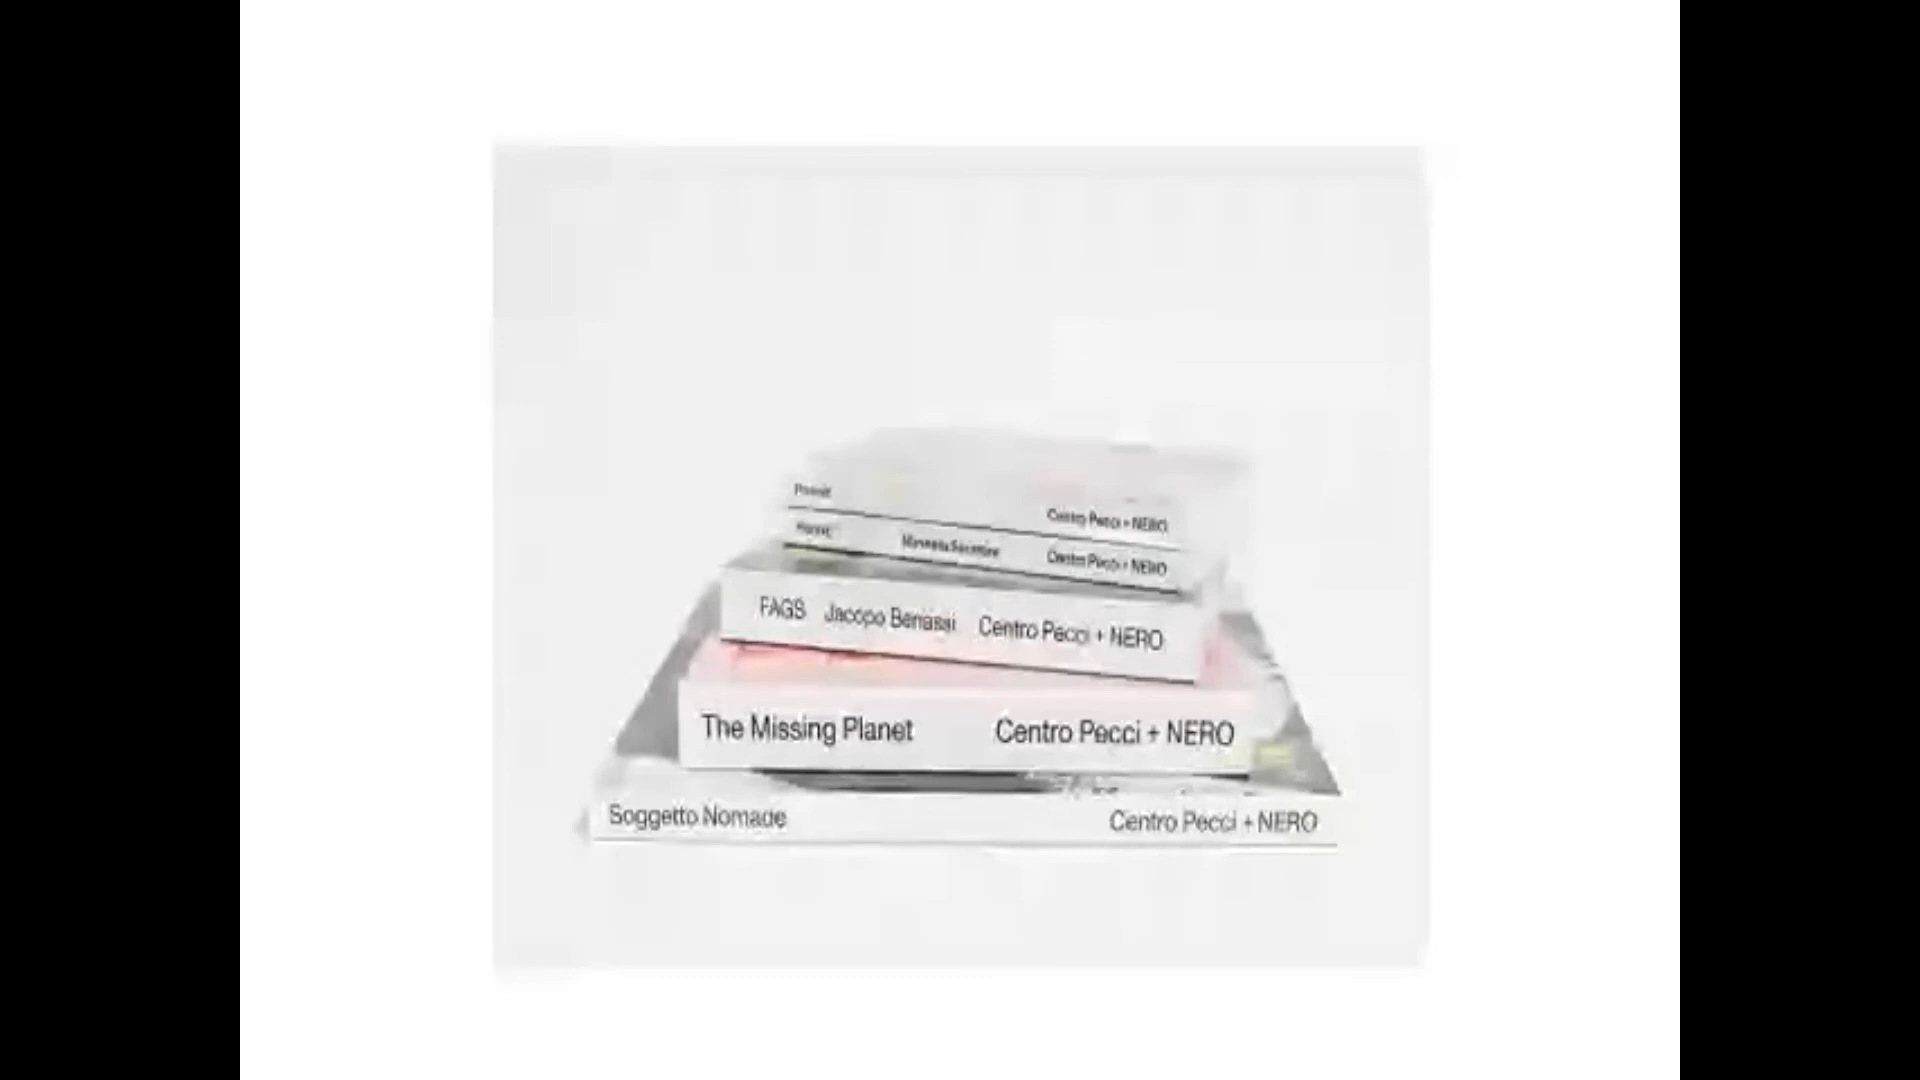 Centro Pecci + NERO
Centro Pecci + NERO
FAGS Jacopo Benassi Centro Pecci + NERO
The Missing Planet Centro Pecci + NERO
Soggetto Nomade Centro Pecci + NERO